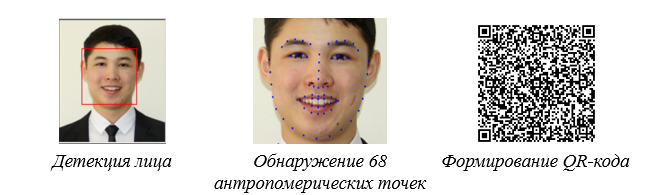 Детекция лица
Обнаружение 68
антропомерических точек
Формирование QR-кода